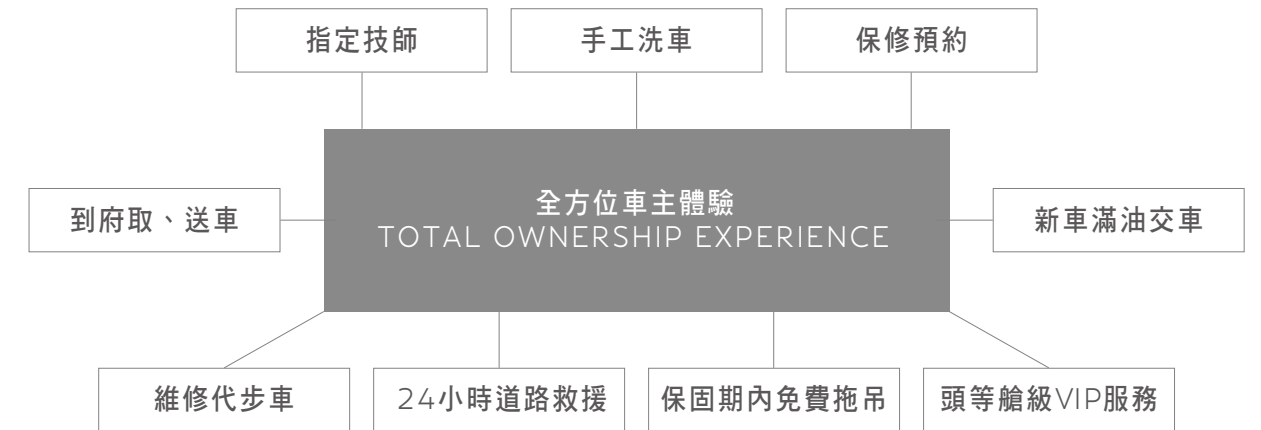 指定技師
手工洗車
保修預約
到府取、送車
全方位車主體驗
TOTAL OWNERSHIP EXPERIENCE
新車滿油交車
維修代步車
24小時道路救援
保固期內免費拖吊
頭等艙級VIP服務